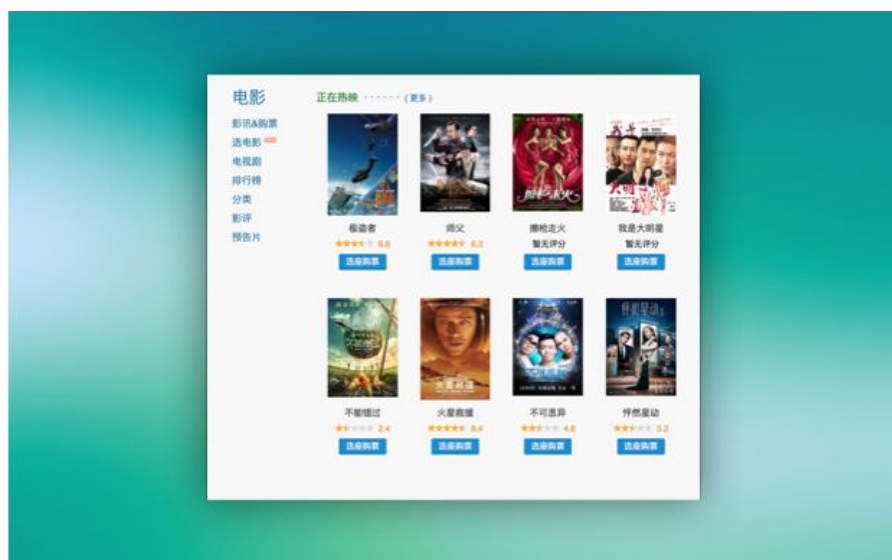 电影
影讯&购票
选电影
电视剧
排行榜
分类
影评
预告片
正在热映 · · · · · · ( 更多 )
极盗者 师父 擦枪走火 我是大明星
6.8 8.3 暂无评分 暂无评分
选座购票 选座购票 选座购票 选座购票
不能错过 火星救援 不可思异 怦然星动
2.4 8.4 4.6 5.2
选座购票 选座购票 选座购票 选座购票